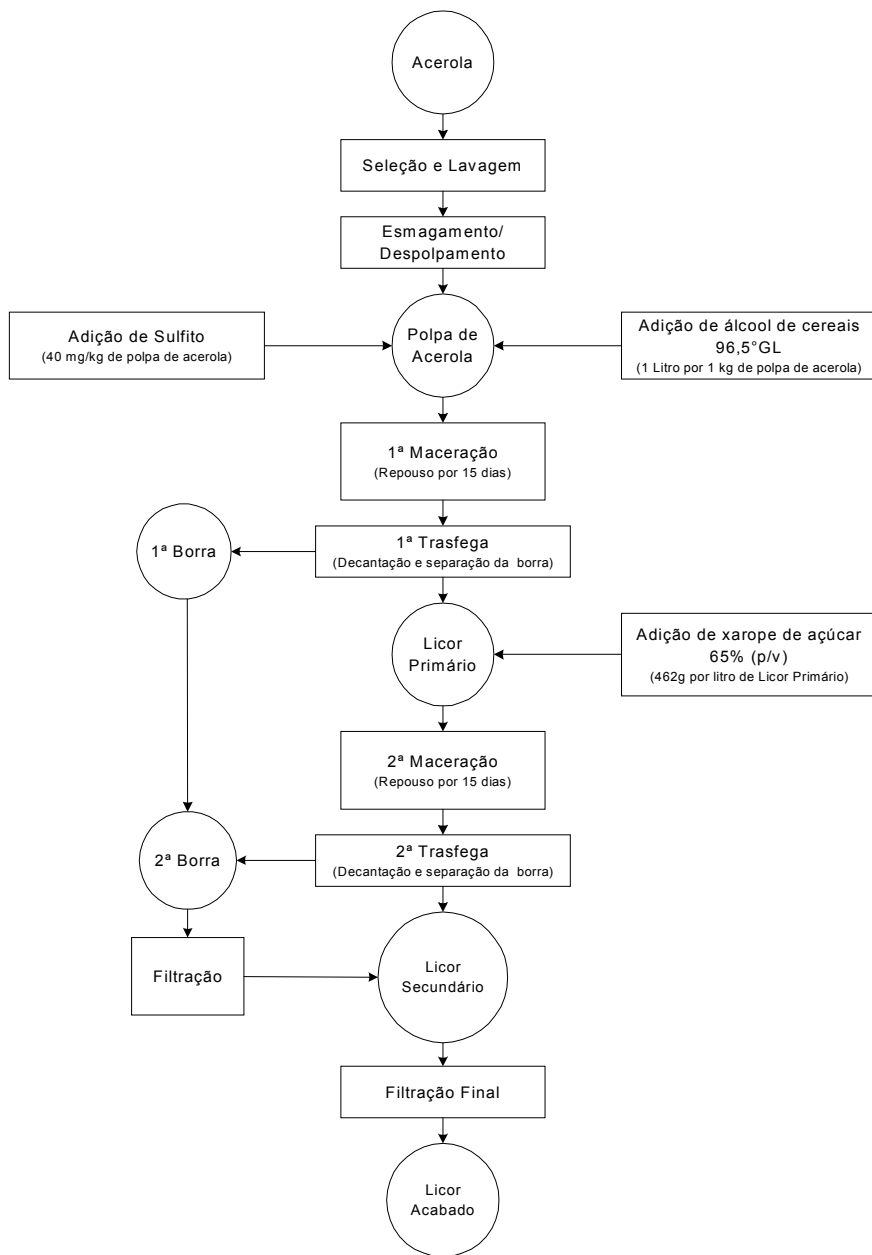 Acerola
Seleção e Lavagem
Esmagamento/
Despolpamento
Adição de Sulfito
(40 mg/kg de polpa de acerola)
Polpa de
Acerola
Adição de álcool de cereais
96,5°GL
(1 Litro por 1 kg de polpa de acerola)
1ª Maceração
(Repouso por 15 dias)
1ª Borra
1ª Trasfega
(Decantação e separação da borra)
Licor
Primário
Adição de xarope de açúcar
65% (p/v)
(462g por litro de Licor Primário)
2ª Maceração
(Repouso por 15 dias)
2ª Borra
2ª Trasfega
(Decantação e separação da borra)
Filtração
Licor
Secundário
Filtração Final
Licor
Acabado